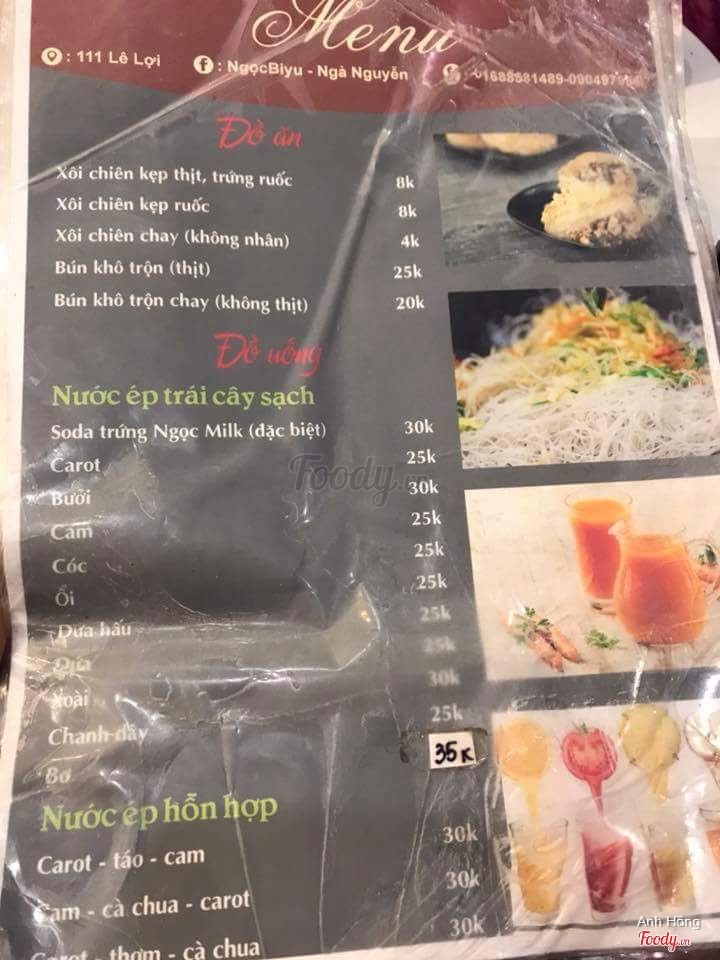 Menu
: 111 Lê Lợi
: NgọcBiyu - Ngà Nguyễn
Đồ ăn
Xôi chiên kẹp thịt, trứng ruốc 8k
Xôi chiên kẹp ruốc 8k
Xôi chiên chay (không nhân) 4k
Bún khô trộn (thịt) 25k
Bún khô trộn chay (không thịt) 20k
Đồ uống
Nước ép trái cây sạch
Soda trứng Ngọc Milk (đặc biệt) 30k
Carot 25k
Bưởi 30k
Cam 25k
Cóc 25k
Ổi 25k
Dưa hấu 25k
Dứa 25k
Xoài 30k
Chanh dây 25k
Bơ 35K
Nước ép hỗn hợp
Carot - táo - cam 30k
Cam - cà chua - carot 30k
Carot - thơm - cà chua 30k
Foody
Anh Hồng
Foody.vn